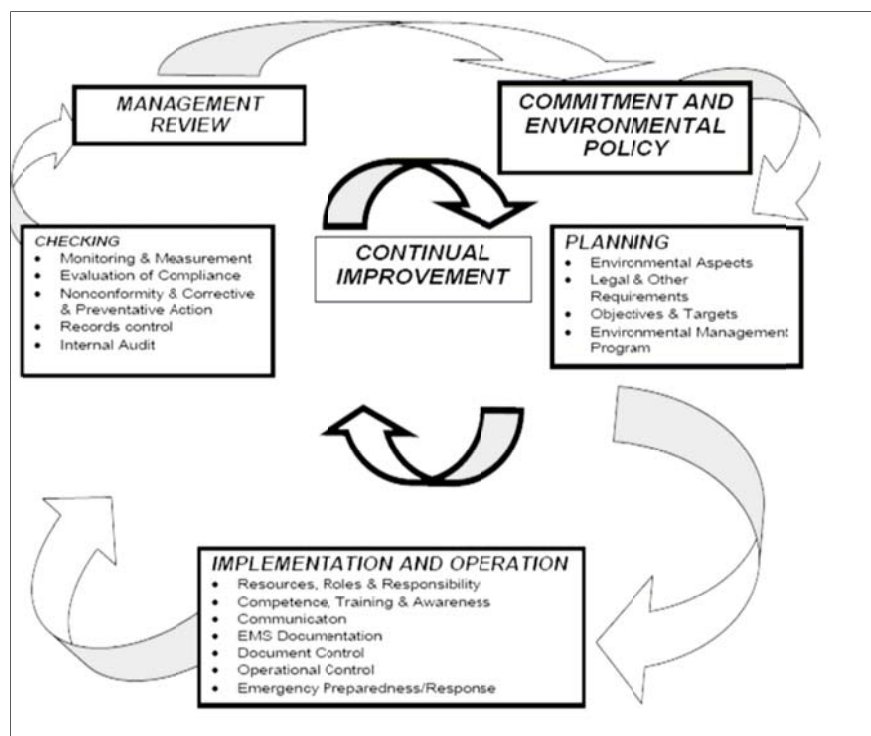 MANAGEMENT
REVIEW
COMMITMENT AND
ENVIRONMENTAL
POLICY
CHECKING
• Monitoring & Measurement
• Evaluation of Compliance
• Nonconformity & Corrective
& Preventative Action
• Records control
• Internal Audit
CONTINUAL
IMPROVEMENT
PLANNING
• Environmental Aspects
• Legal & Other
Requirements
• Objectives & Targets
• Environmental Management
Program
IMPLEMENTATION AND OPERATION
• Resources, Roles & Responsibility
• Competence, Training & Awareness
• Communicaton
• EMS Documentation
• Document Control
• Operational Control
• Emergency Preparedness/Response